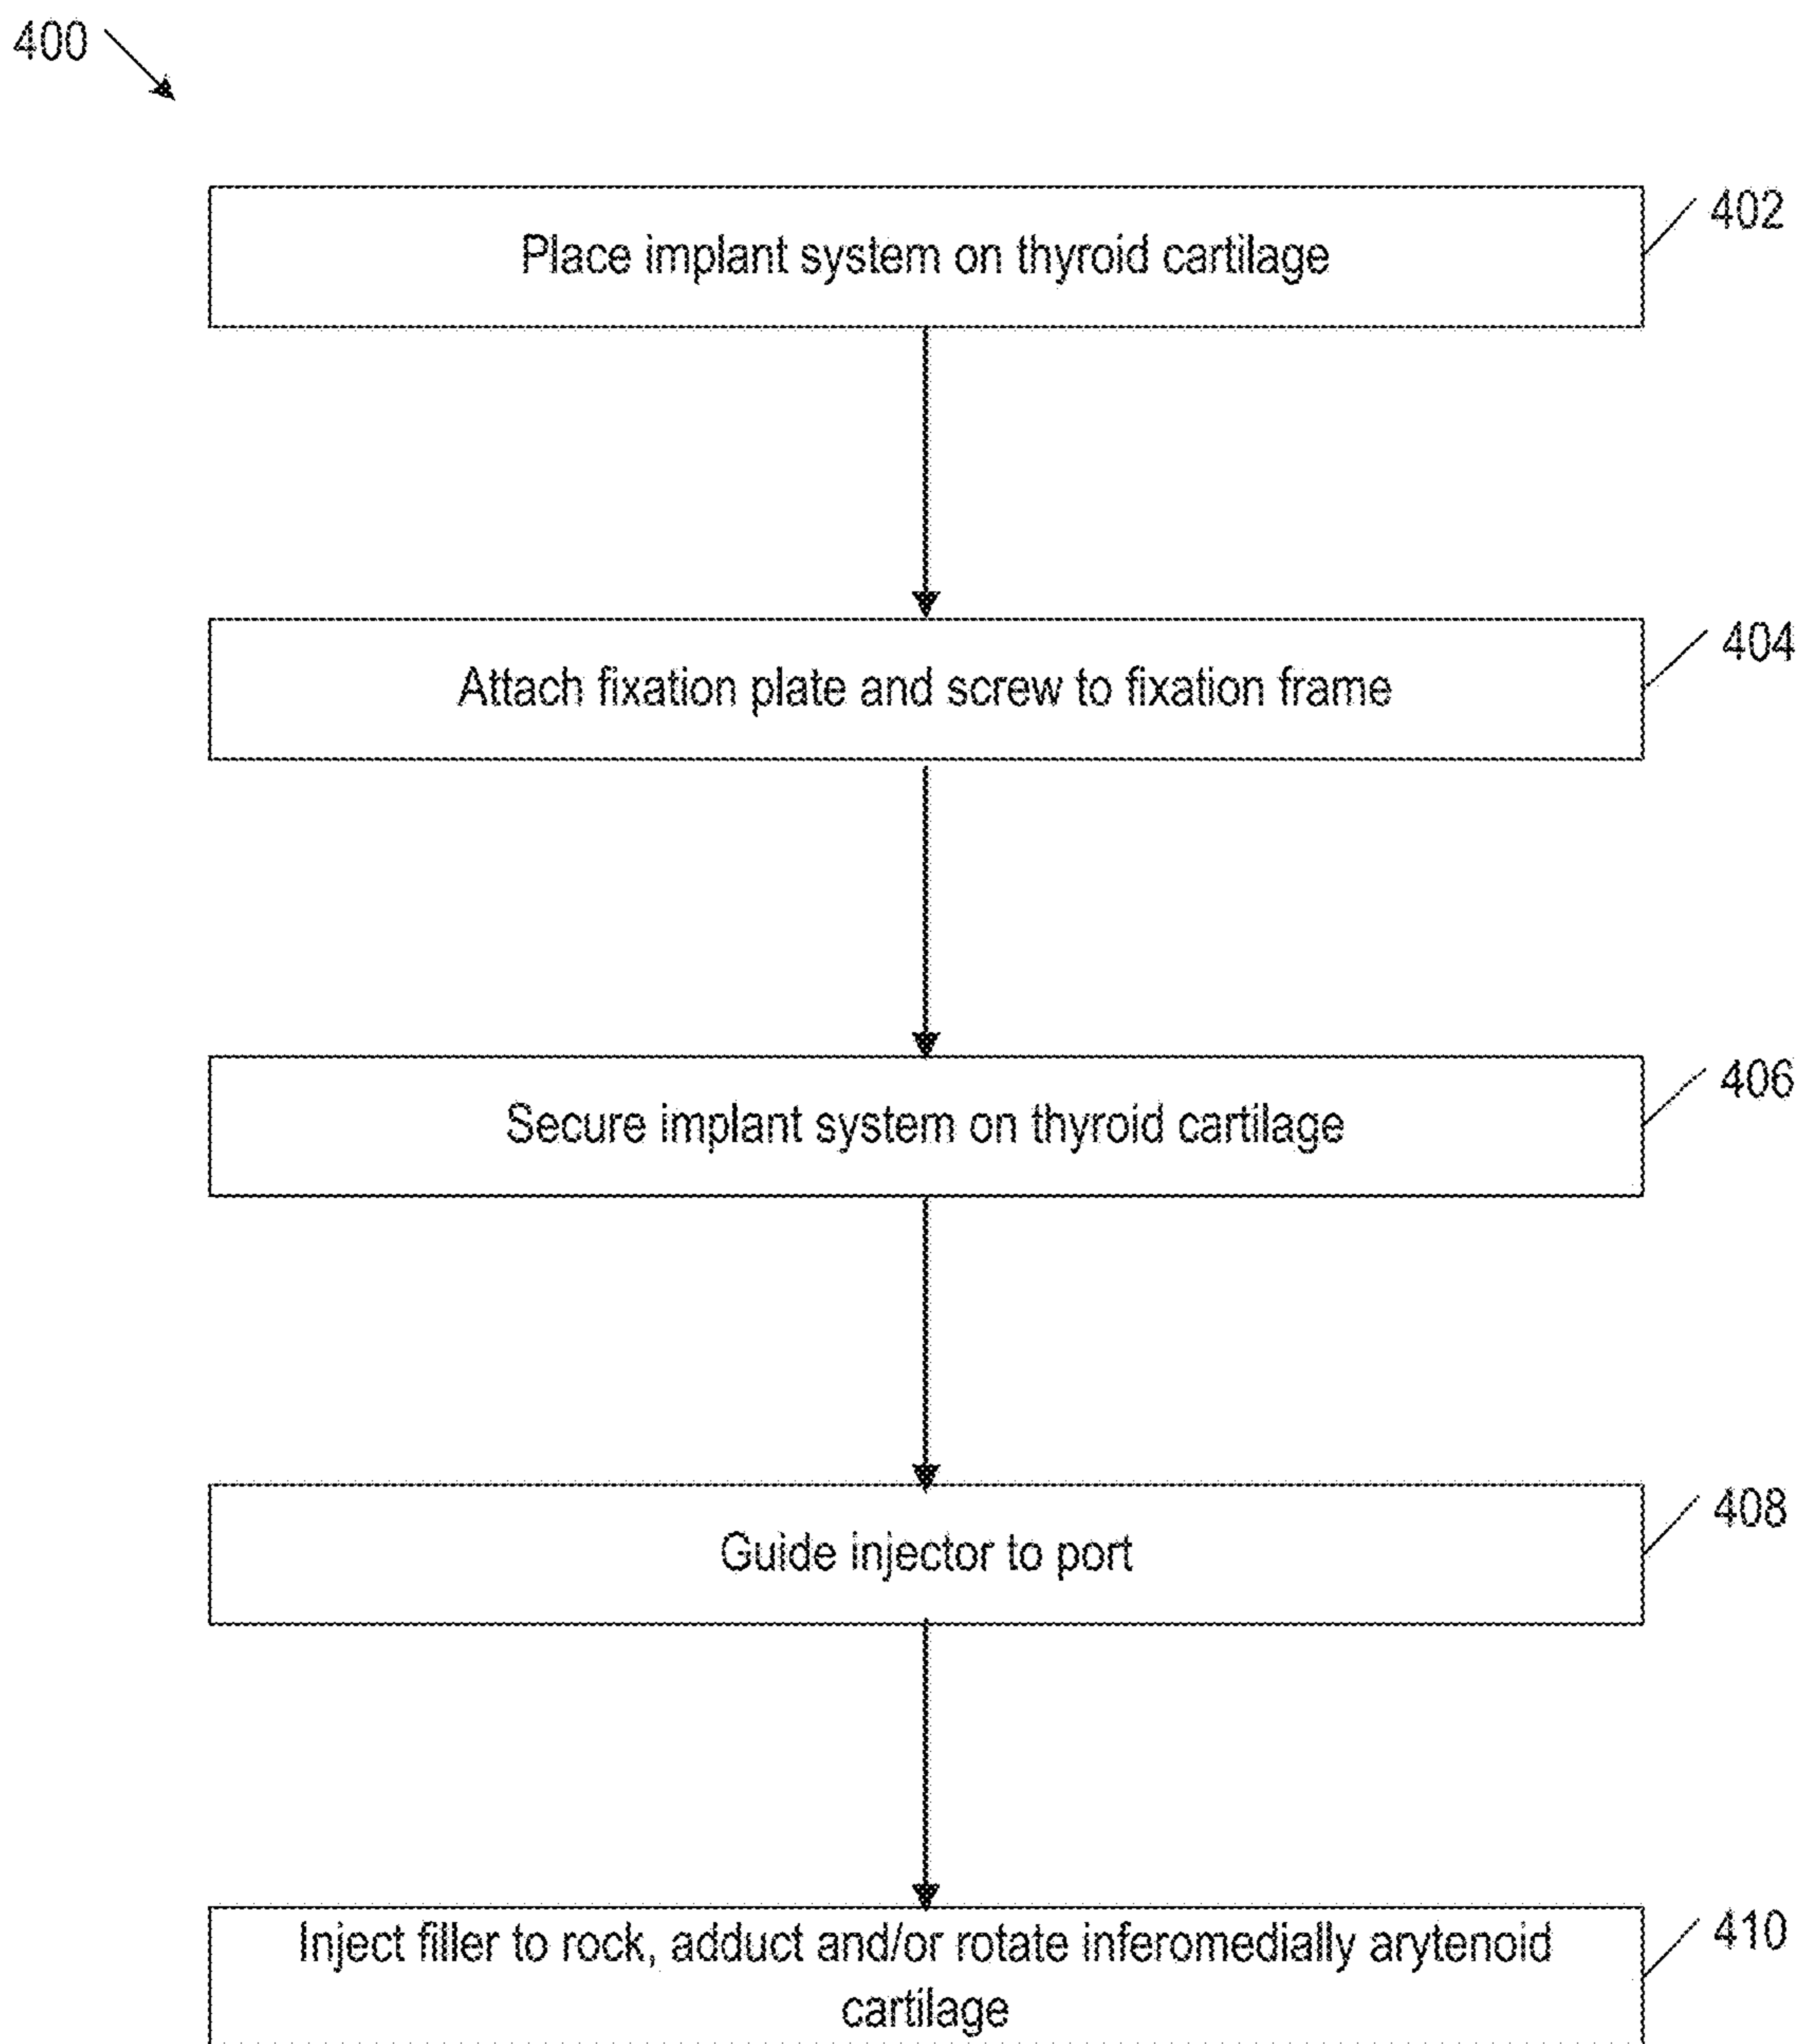 400
Place implant system on thyroid cartilage
402
Attach fixation plate and screw to fixation frame
404
Secure implant system on thyroid cartilage
406
Guide injector to port
408
Inject filler to rock, adduct and/or rotate inferomedially arytenoid
cartilage
410